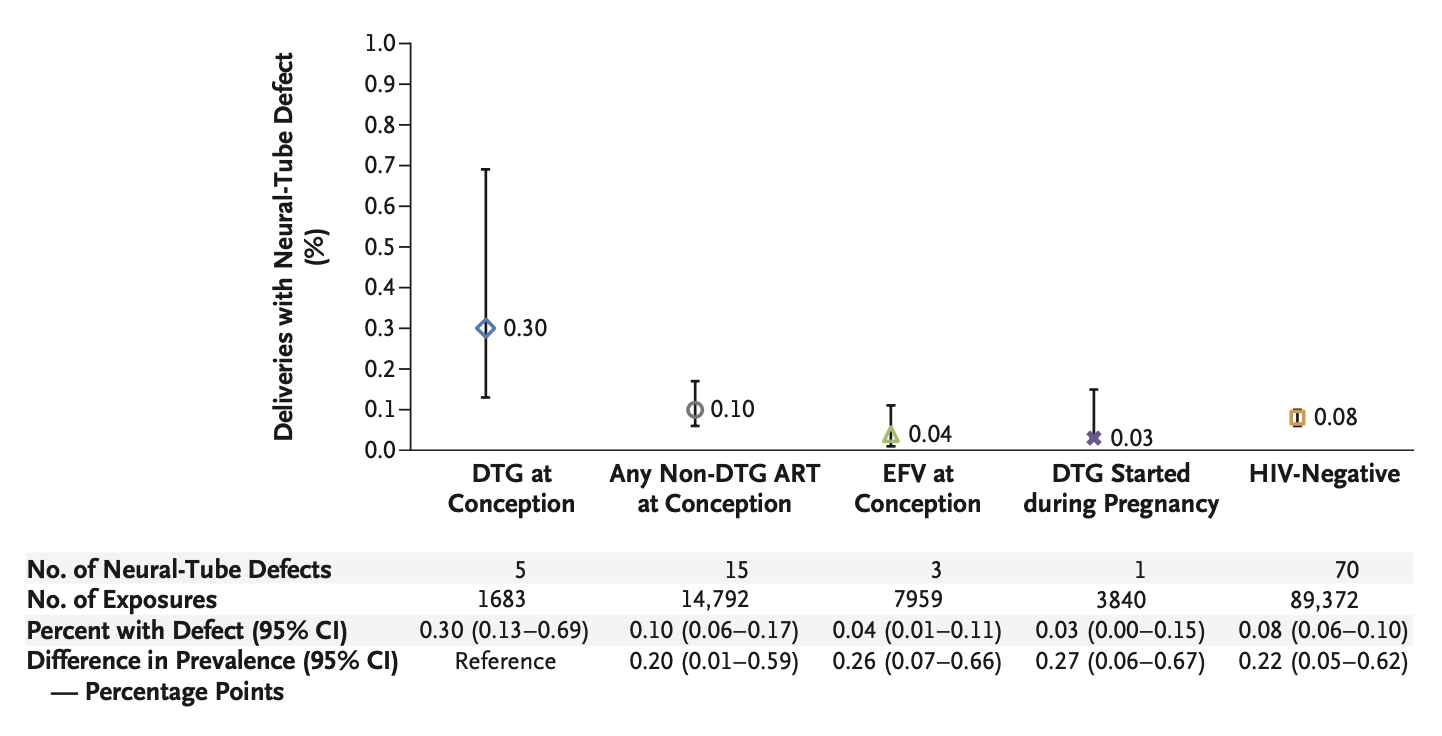 Deliveries with Neural-Tube Defect
(%)
1.0
0.9
0.8
0.7
0.6
0.5
0.4
0.3
0.2
0.1
0.0
0.30
0.10
0.04
0.03
0.08
DTG at
Conception
Any Non-DTG ART
at Conception
EFV at
Conception
DTG Started
during Pregnancy
HIV-Negative
No. of Neural-Tube Defects 5 15 3 1 70
No. of Exposures 1683 14,792 7959 3840 89,372
Percent with Defect (95% CI) 0.30 (0.13–0.69) 0.10 (0.06–0.17) 0.04 (0.01–0.11) 0.03 (0.00–0.15) 0.08 (0.06–0.10)
Difference in Prevalence (95% CI) Reference 0.20 (0.01–0.59) 0.26 (0.07–0.66) 0.27 (0.06–0.67) 0.22 (0.05–0.62)
— Percentage Points